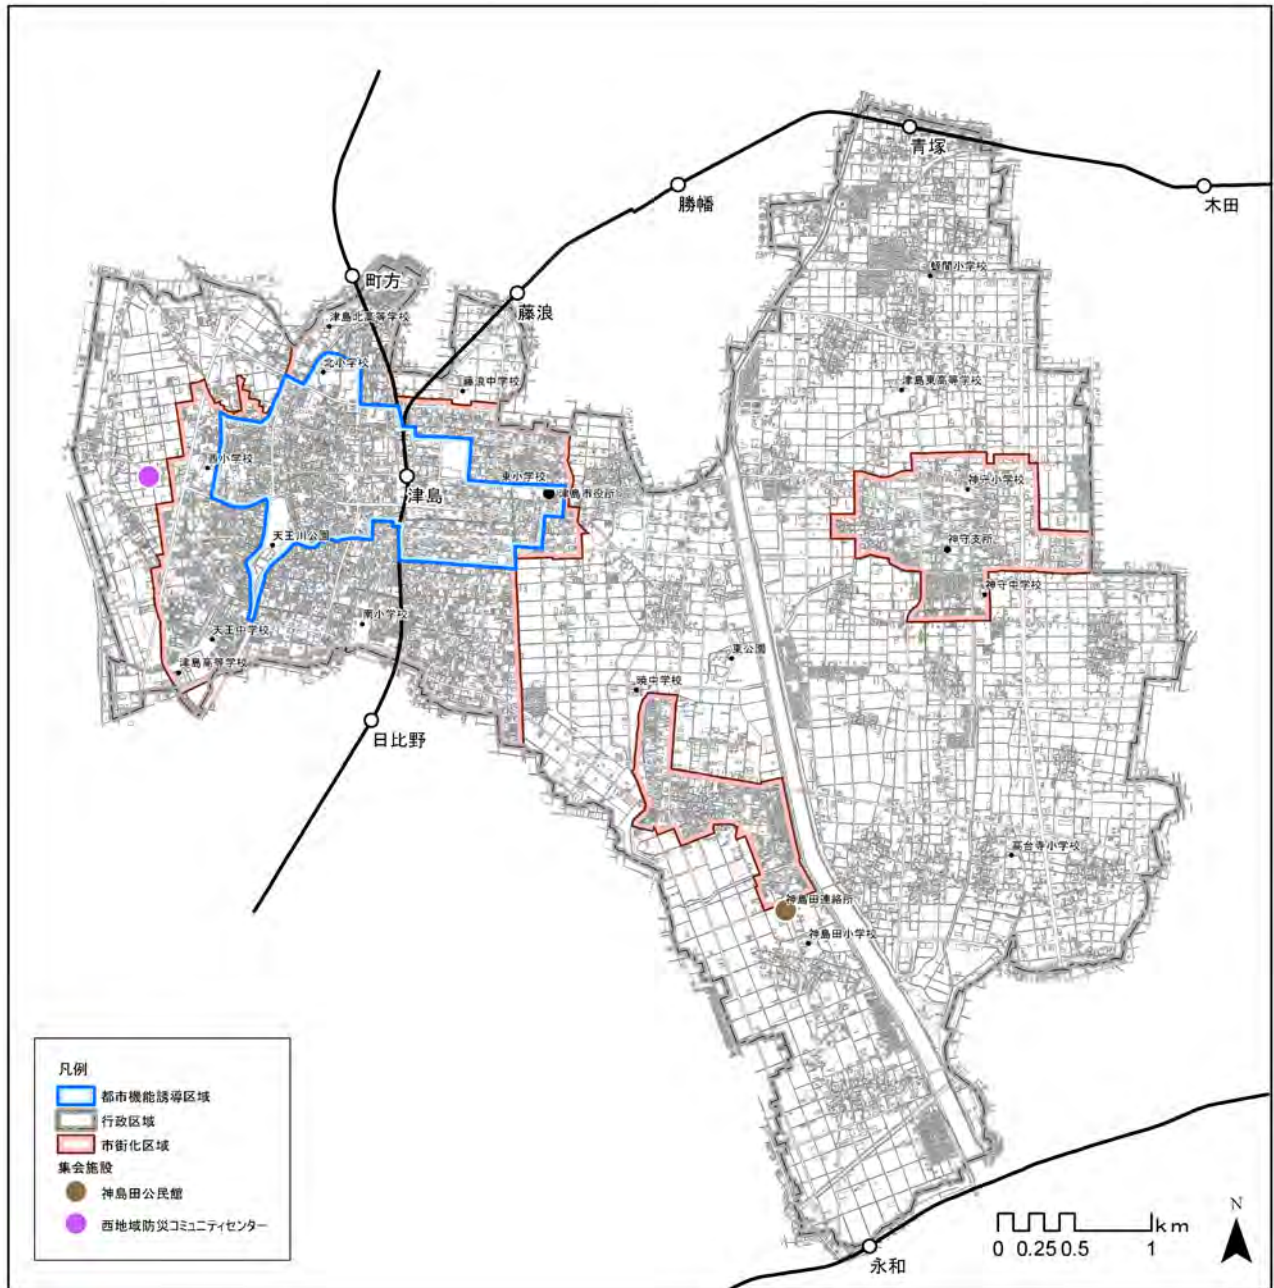 青塚
勝幡
木田
蛭間小学校
町方
藤浪
津島北高等学校
北小学校
藤浪中学校
津島東高等学校
西小学校
東小学校
津島市役所
津島
神守小学校
天王川公園
神守支所
神守中学校
南小学校
天王中学校
東公園
津島高等学校
暁中学校
日比野
高台寺小学校
神島田連絡所
神島田小学校
凡例
都市機能誘導区域
行政区域
市街化区域
集会施設
神島田公民館
西地域防災コミュニティセンター
N
km
0 0.25 0.5 1
永和